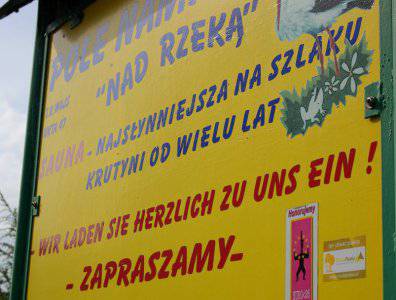 POLE NAMI
"NAD RZEKĄ"
SAUNA - NAJSŁYNNIEJSZA NA SZLAKU
KRUTYNI OD WIELU LAT
- WIR LADEN SIE HERZLICH ZU UNS EIN !
- ZAPRASZAMY-
Honorujemy